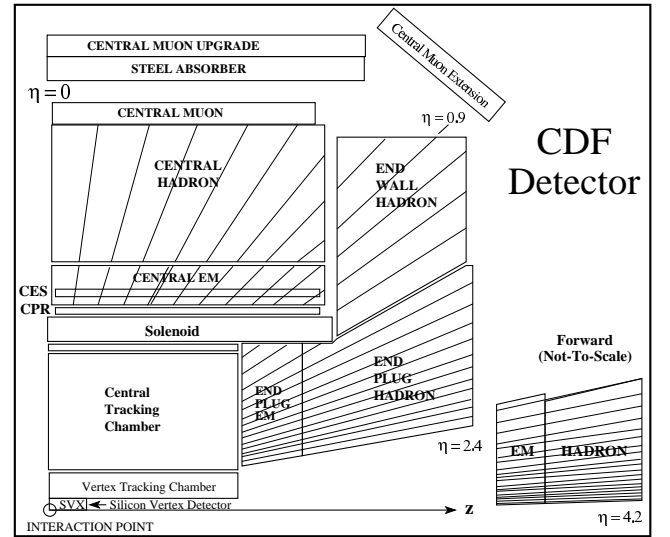 CENTRAL MUON UPGRADE
STEEL ABSORBER
Central Muon Extension
η=0
CENTRAL MUON
η=0.9
CDF
Detector
CENTRAL
HADRON
END
WALL
HADRON
CENTRAL EM
CES
CPR
Solenoid
Forward
(Not-To-Scale)
Central
Tracking
Chamber
END
PLUG
EM
END
PLUG
HADRON
η=2.4
EM
HADRON
Vertex Tracking Chamber
SVX
Silicon Vertex Detector
z
η=4.2
INTERACTION POINT